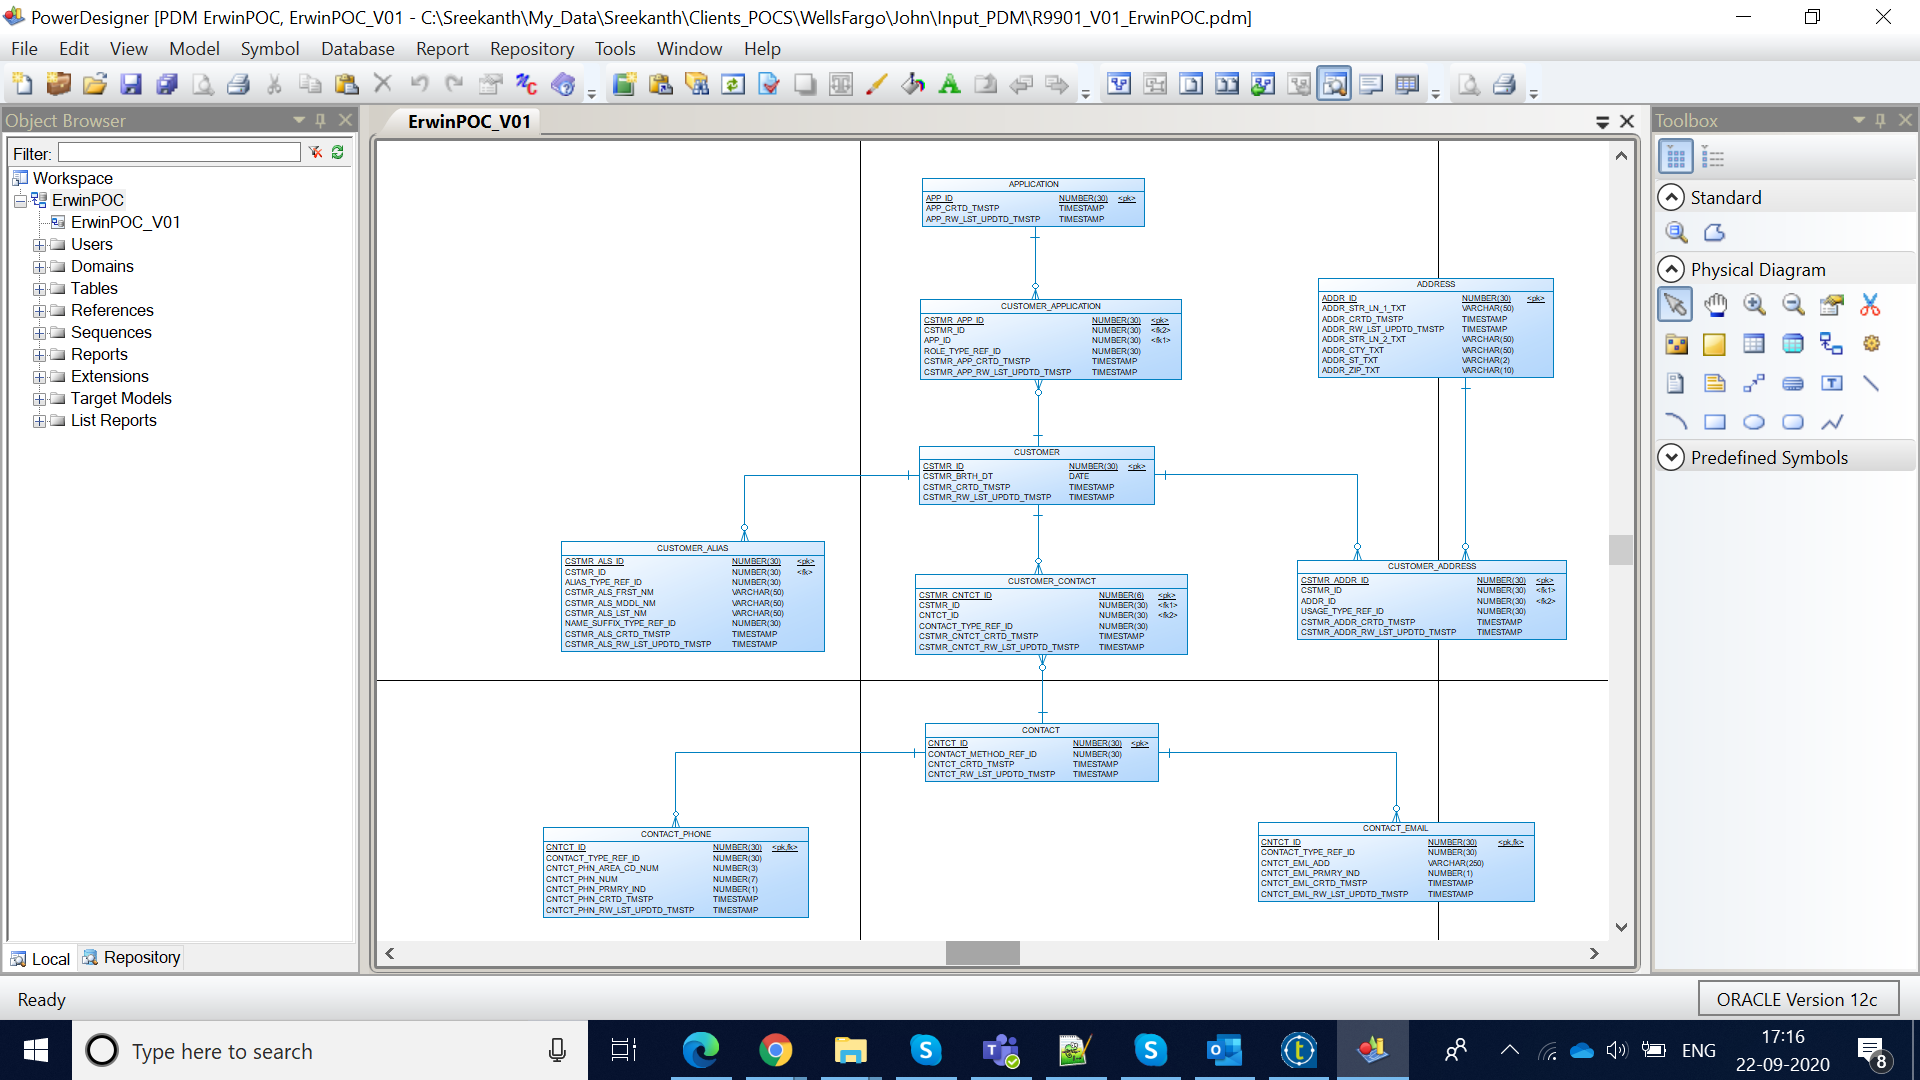 PowerDesigner [PDM ErwinPOC, ErwinPOC_V01 - C:\Sreekanth\My_Data\Sreekanth\Clients_POCS\WellsFargo\John\Input_PDM\R9901_V01_ErwinPOC.pdm]
File Edit View Model Symbol Database Report Repository Tools Window Help
Object Browser
Filter:
Workspace
ErwinPOC
ErwinPOC_V01
Users
Domains
Tables
References
Sequences
Reports
Extensions
Target Models
List Reports
Local Repository
ErwinPOC_V01
APPLICATION
APP_ID NUMBER(30) <pk>
APP_CRTD_TMSTP TIMESTAMP
APP_RW_LST_UPDTD_TMSTP TIMESTAMP
CUSTOMER_APPLICATION
CSTMR_APP_ID NUMBER(30) <pk>
CSTMR_ID NUMBER(30) <fk2>
APP_ID NUMBER(30) <fk1>
ROLE_TYPE_REF_ID NUMBER(30)
CSTMR_APP_CRTD_TMSTP TIMESTAMP
CSTMR_APP_RW_LST_UPDTD_TMSTP TIMESTAMP
ADDRESS
ADDR_ID NUMBER(30) <pk>
ADDR_STR_LN_1_TXT VARCHAR(50)
ADDR_CRTD_TMSTP TIMESTAMP
ADDR_RW_LST_UPDTD_TMSTP TIMESTAMP
ADDR_STR_LN_2_TXT VARCHAR(50)
ADDR_CTY_TXT VARCHAR(50)
ADDR_ST_TXT VARCHAR(2)
ADDR_ZIP_TXT VARCHAR(10)
CUSTOMER
CSTMR_ID NUMBER(30) <pk>
CSTMR_BRTH_DT DATE
CSTMR_CRTD_TMSTP TIMESTAMP
CSTMR_RW_LST_UPDTD_TMSTP TIMESTAMP
CUSTOMER_ALIAS
CSTMR_ALS_ID NUMBER(30) <pk>
CSTMR_ID NUMBER(30) <fk>
ALIAS_TYPE_REF_ID NUMBER(30)
CSTMR_ALS_FRST_NM VARCHAR(50)
CSTMR_ALS_MDDL_NM VARCHAR(50)
CSTMR_ALS_LST_NM VARCHAR(50)
NAME_SUFFIX_TYPE_REF_ID NUMBER(30)
CSTMR_ALS_CRTD_TMSTP TIMESTAMP
CSTMR_ALS_RW_LST_UPDTD_TMSTP TIMESTAMP
CUSTOMER_CONTACT
CSTMR_CNTCT_ID NUMBER(6) <pk>
CSTMR_ID NUMBER(30) <fk1>
CNTCT_ID NUMBER(30) <fk2>
CONTACT_TYPE_REF_ID NUMBER(30)
CSTMR_CNTCT_CRTD_TMSTP TIMESTAMP
CSTMR_CNTCT_RW_LST_UPDTD_TMSTP TIMESTAMP
CUSTOMER_ADDRESS
CSTMR_ADDR_ID NUMBER(30) <pk>
CSTMR_ID NUMBER(30) <fk1>
ADDR_ID NUMBER(30) <fk2>
USAGE_TYPE_REF_ID NUMBER(30)
CSTMR_ADDR_CRTD_TMSTP TIMESTAMP
CSTMR_ADDR_RW_LST_UPDTD_TMSTP TIMESTAMP
CONTACT
CNTCT_ID NUMBER(30) <pk>
CONTACT_METHOD_REF_ID NUMBER(30)
CNTCT_CRTD_TMSTP TIMESTAMP
CNTCT_RW_LST_UPDTD_TMSTP TIMESTAMP
CONTACT_PHONE
CNTCT_ID NUMBER(30) <pk,fk>
CONTACT_TYPE_REF_ID NUMBER(30)
CNTCT_PHN_AREA_CD_NUM NUMBER(3)
CNTCT_PHN_NUM NUMBER(7)
CNTCT_PHN_PRMRY_IND NUMBER(1)
CNTCT_PHN_CRTD_TMSTP TIMESTAMP
CNTCT_PHN_RW_LST_UPDTD_TMSTP TIMESTAMP
CONTACT_EMAIL
CNTCT_ID NUMBER(30) <pk,fk>
CONTACT_TYPE_REF_ID NUMBER(30)
CNTCT_EML_ADD VARCHAR(250)
CNTCT_EML_PRMRY_IND NUMBER(1)
CNTCT_EML_CRTD_TMSTP TIMESTAMP
CNTCT_EML_RW_LST_UPDTD_TMSTP TIMESTAMP
Toolbox
Standard
Physical Diagram
Predefined Symbols
Ready
ORACLE Version 12c
Type here to search
ENG
17:16
22-09-2020
8